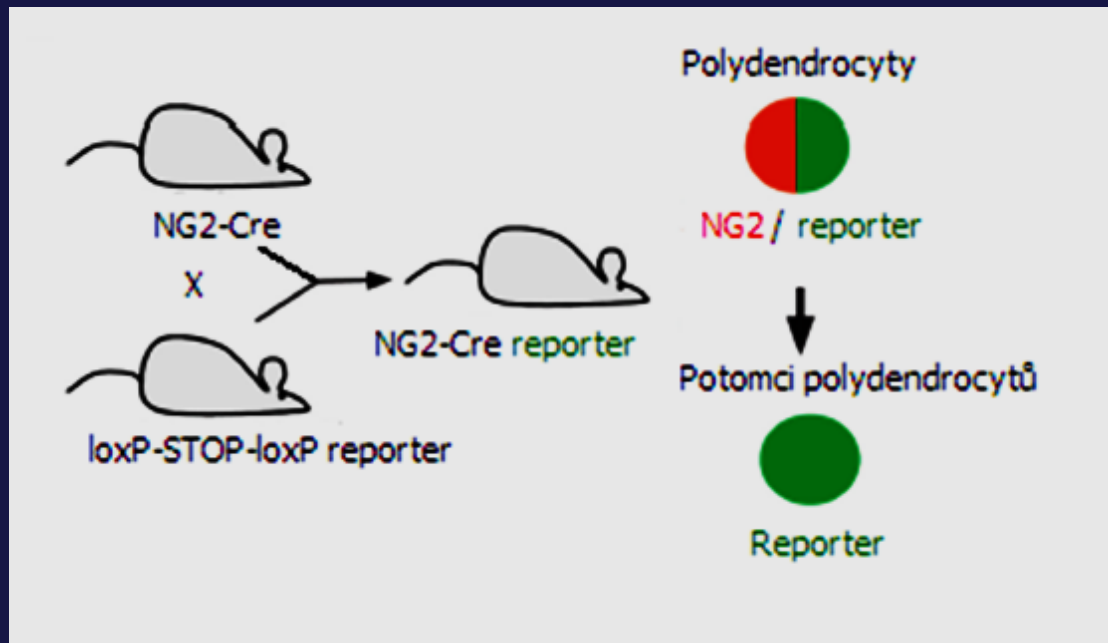 NG2-Cre
X
loxP-STOP-loxP reporter
NG2-Cre reporter
Polydendrocyty
NG2 / reporter
Potomci polydendrocytů
Reporter